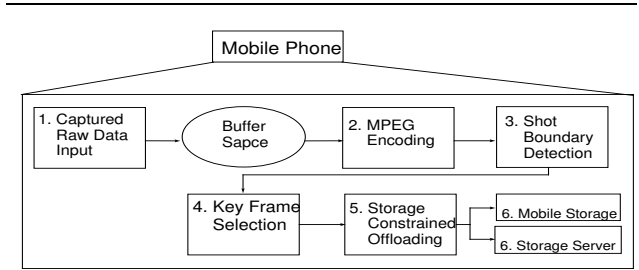 Mobile Phone
1. Captured
Raw Data
Input
Buffer
Sapce
2. MPEG
Encoding
3. Shot
Boundary
Detection
4. Key Frame
Selection
5. Storage
Constrained
Offloading
6. Mobile Storage
6. Storage Server